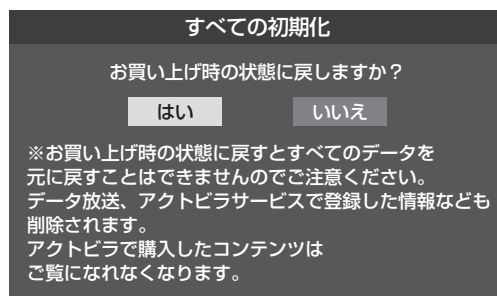 すべての初期化
お買い上げ時の状態に戻しますか？
はい いいえ
※お買い上げ時の状態に戻すとすべてのデータを
元に戻すことはできませんのでご注意ください。
データ放送、アクトビラサービスで登録した情報なども
削除されます。
アクトビラで購入したコンテンツは
ご覧になれなくなります。